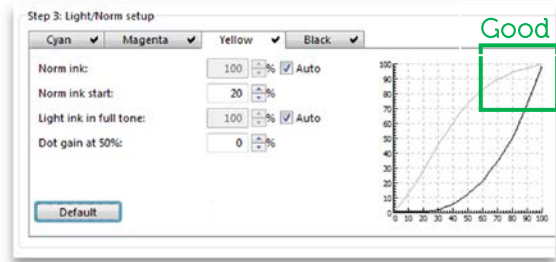 Step 3: Light/Norm setup
Good
Cyan ✔ Magenta ✔ Yellow ✔ Black ✔
Norm ink: 100 % ✔ Auto
Norm ink start: 20 %
Light ink in full tone: 100 % ✔ Auto
Dot gain at 50%: 0 %
Default
100
90
80
70
60
50
40
30
20
10
0
0 10 20 30 40 50 60 70 80 90 100